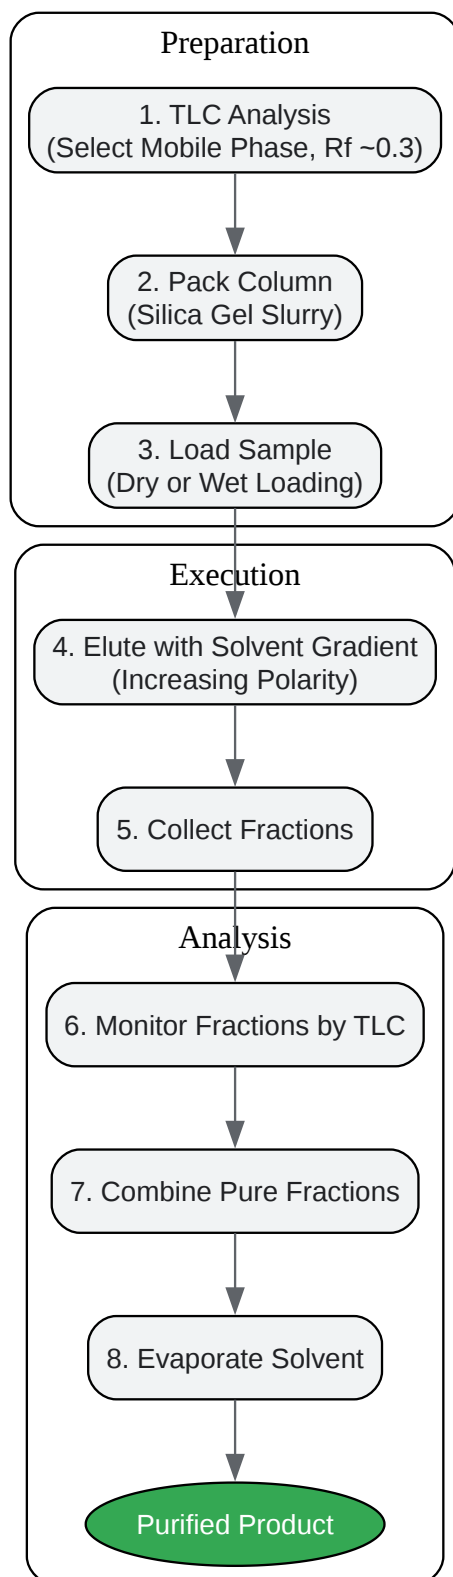 Preparation
1. TLC Analysis
(Select Mobile Phase, Rf ~0.3)
2. Pack Column
(Silica Gel Slurry)
3. Load Sample
(Dry or Wet Loading)
Execution
4. Elute with Solvent Gradient
(Increasing Polarity)
5. Collect Fractions
Analysis
6. Monitor Fractions by TLC
7. Combine Pure Fractions
8. Evaporate Solvent
Purified Product